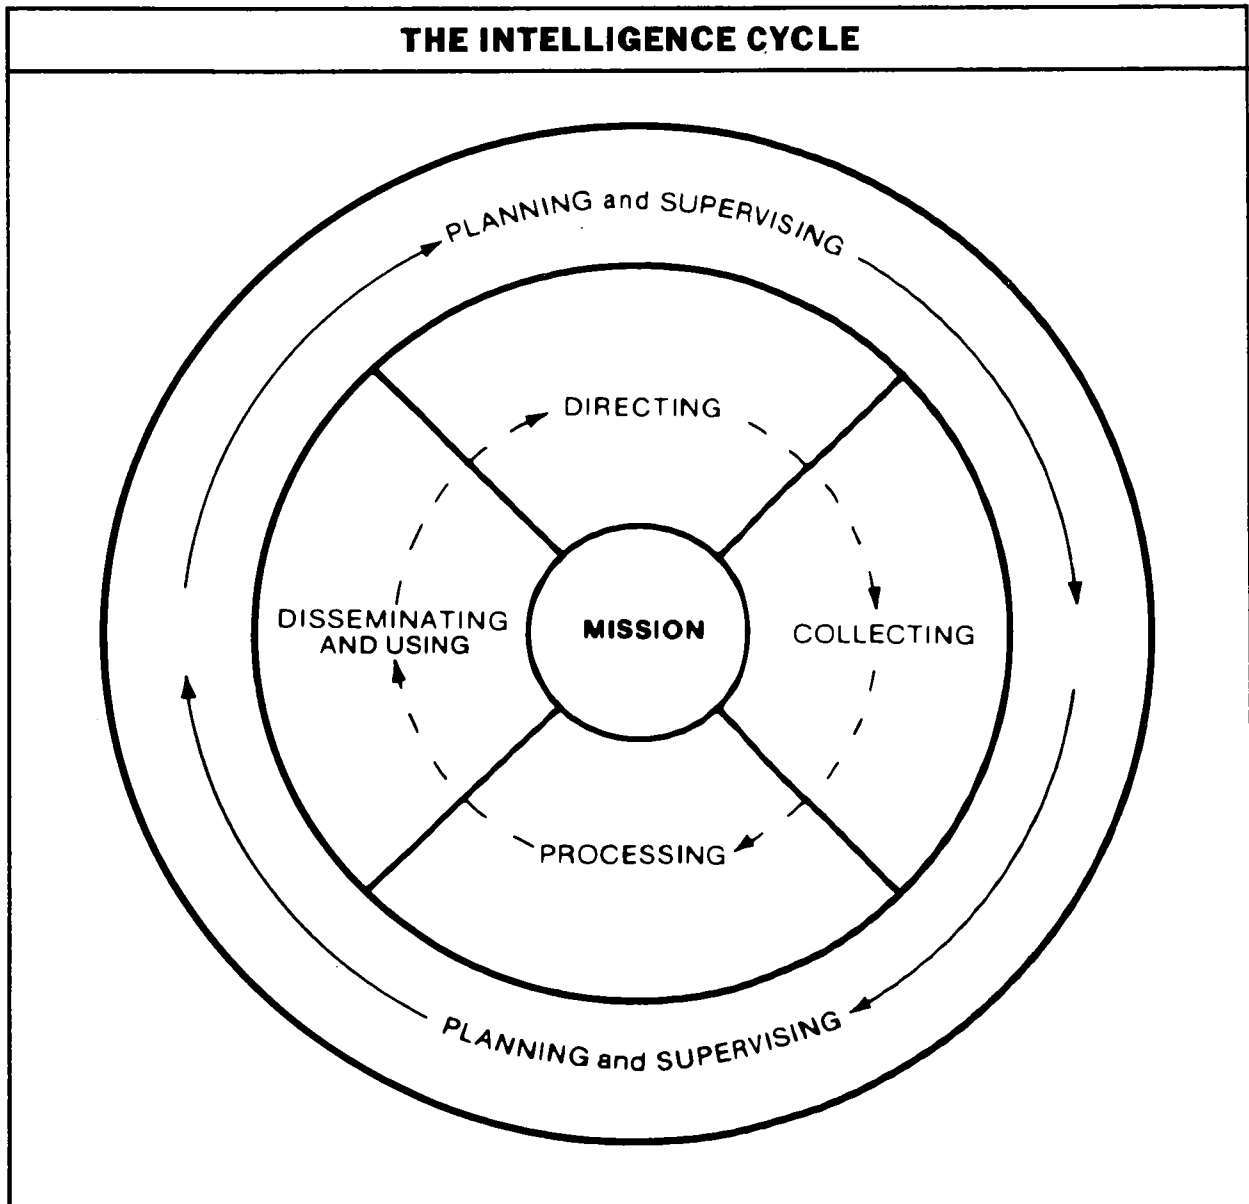 THE INTELLIGENCE CYCLE
PLANNING and SUPERVISING
DIRECTING
DISSEMINATING
AND USING
MISSION
COLLECTING
PROCESSING
PLANNING and SUPERVISING